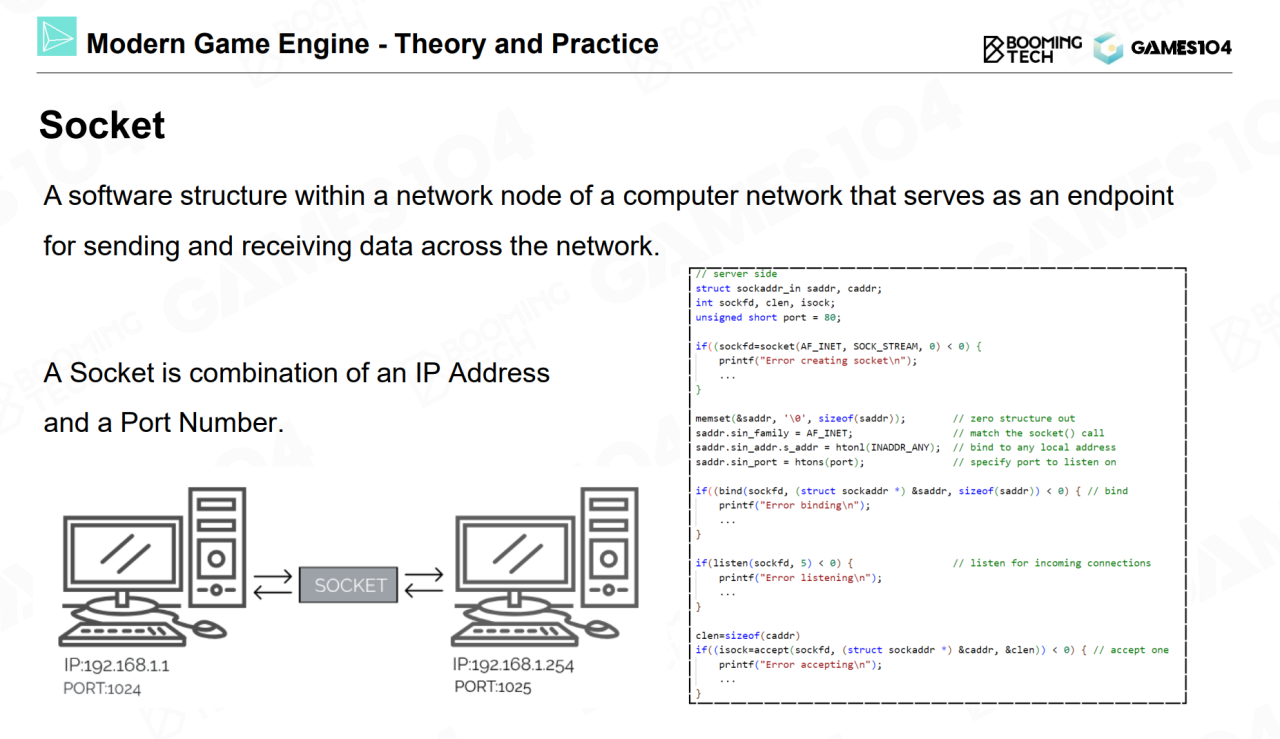 Modern Game Engine - Theory and Practice
BOOMING
TECH
GAMES104
Socket
A software structure within a network node of a computer network that serves as an endpoint
for sending and receiving data across the network.
A Socket is combination of an IP Address
and a Port Number.
SOCKET
IP:192.168.1.1
PORT:1024
IP:192.168.1.254
PORT:1025
// server side
struct sockaddr_in saddr, caddr;
int sockfd, clen, isock;
unsigned short port = 80;
if((sockfd=socket(AF_INET, SOCK_STREAM, 0) < 0) {
printf("Error creating socket\n");
...
}
memset(&saddr, '\0', sizeof(saddr)); // zero structure out
saddr.sin_family = AF_INET; // match the socket() call
saddr.sin_addr.s_addr = htonl(INADDR_ANY); // bind to any local address
saddr.sin_port = htons(port); // specify port to listen on
if((bind(sockfd, (struct sockaddr *) &saddr, sizeof(saddr)) < 0) { // bind
printf("Error binding\n");
...
}
if(listen(sockfd, 5) < 0) { // listen for incoming connections
printf("Error listening\n");
...
}
clen=sizeof(caddr)
if((isock=accept(sockfd, (struct sockaddr *) &caddr, &clen)) < 0) { // accept one
printf("Error accepting\n");
...
}